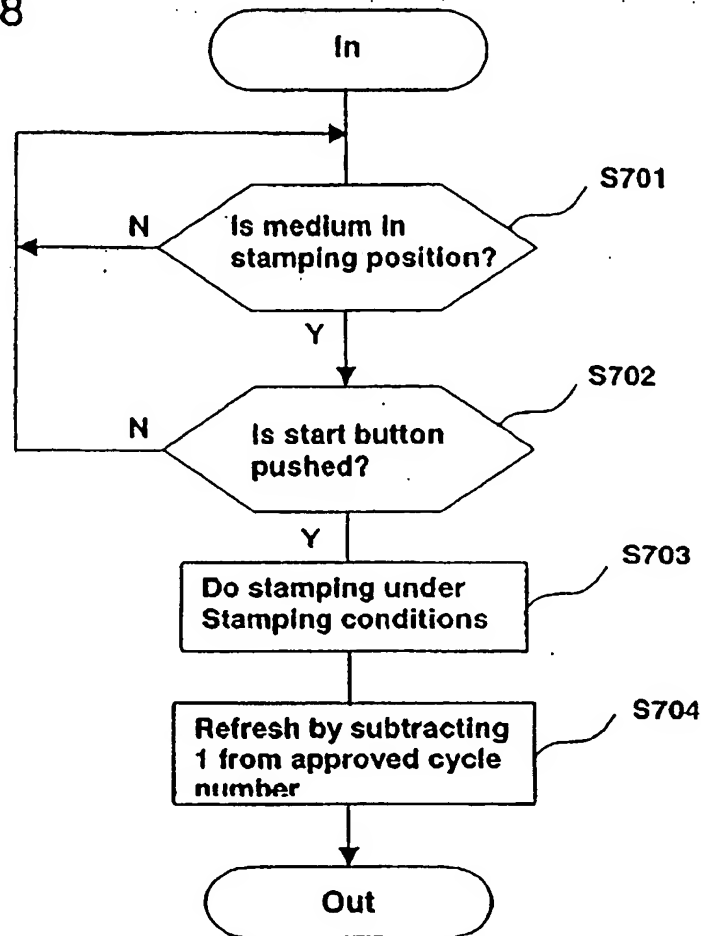 8
In
S701
N
Is medium in
stamping position?
Y
S702
N
Is start button
pushed?
Y
S703
Do stamping under
Stamping conditions
S704
Refresh by subtracting
1 from approved cycle
number
Out